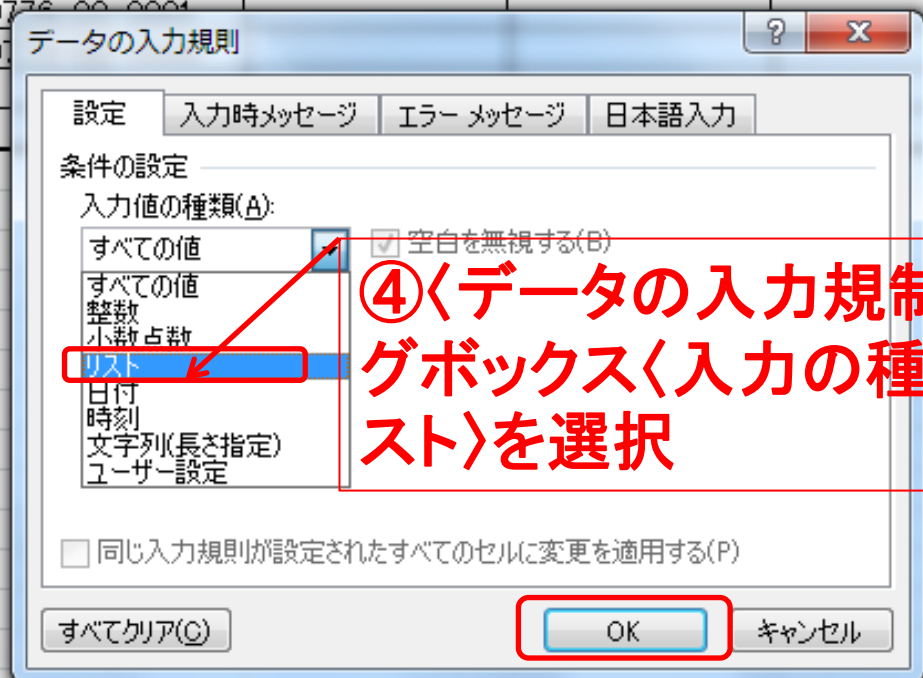 データの入力規則
設定 入力時メッセージ エラー メッセージ 日本語入力
条件の設定
入力値の種類(A):
すべての値
空白を無視する(B)
すべての値
整数
小数点数
リスト
日付
時刻
文字列(長さ指定)
ユーザー設定
④〈データの入力規制
グボックス〈入力の種
スト〉を選択
同じ入力規則が設定されたすべてのセルに変更を適用する(P)
すべてクリア(C) OK キャンセル